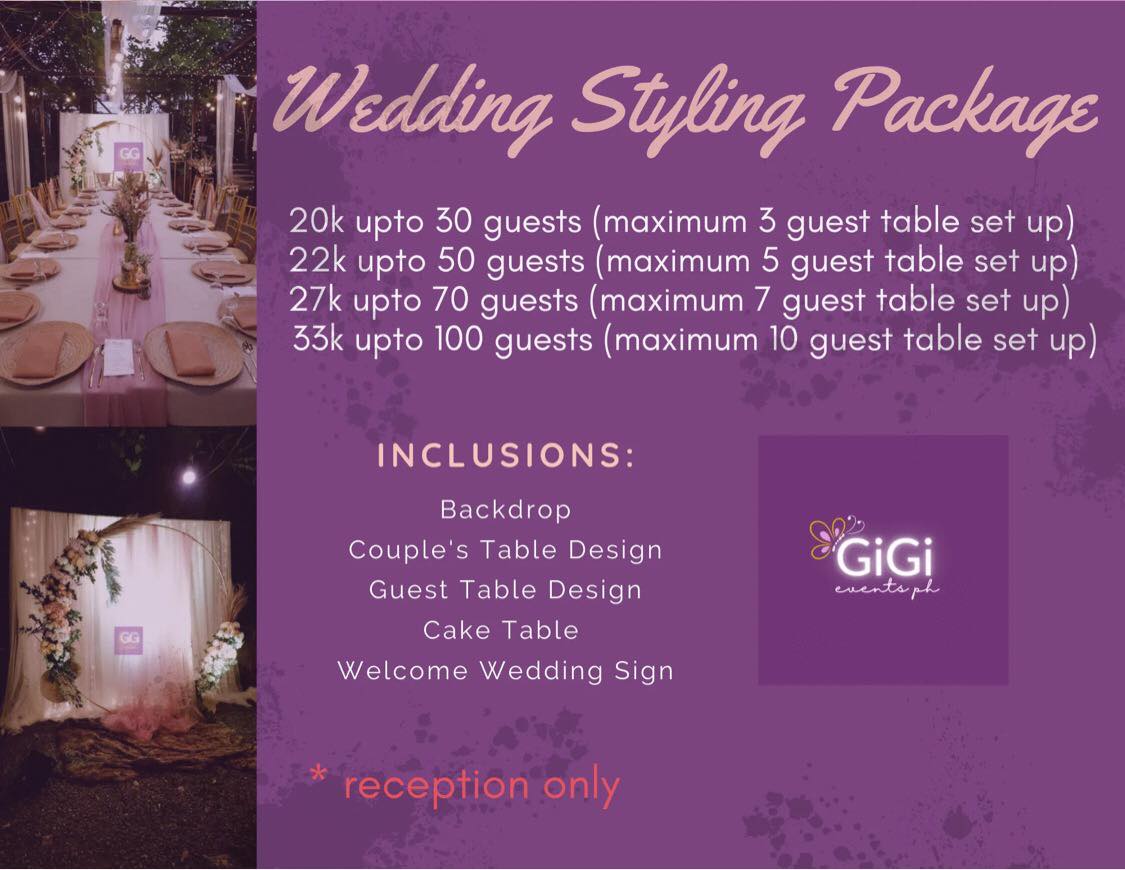 Wedding Styling Package
20k upto 30 guests (maximum 3 guest table set up)
22k upto 50 guests (maximum 5 guest table set up)
27k upto 70 guests (maximum 7 guest table set up)
33k upto 100 guests (maximum 10 guest table set up)
INCLUSIONS:
Backdrop
Couple's Table Design
Guest Table Design
Cake Table
Welcome Wedding Sign
GiGi
events ph
* reception only
GG
GG